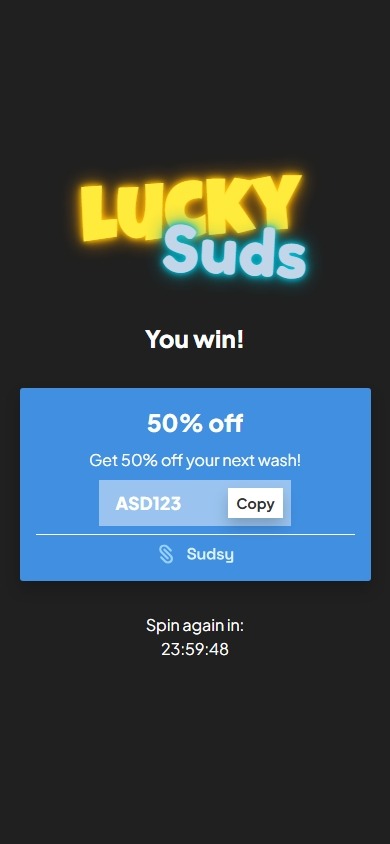 LUCKY
Suds
You win!
50% off
Get 50% off your next wash!
ASD123 Copy
Sudsy
Spin again in:
23:59:48